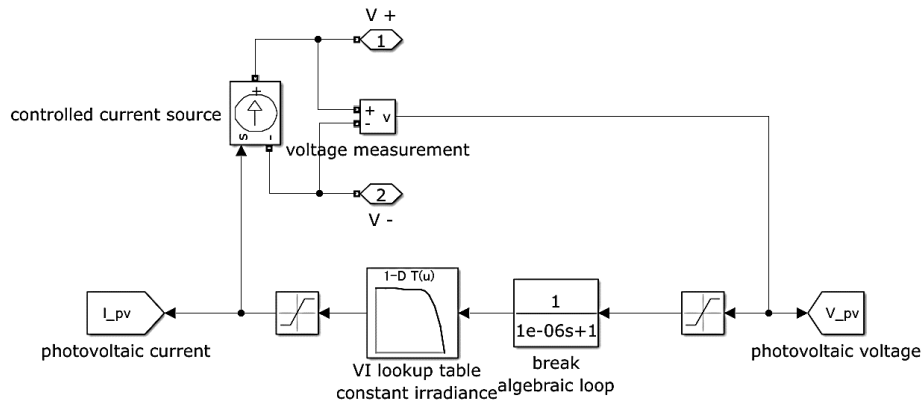 V +
1
controlled current source
+
s
-
+
-
v
voltage measurement
2
V -
I_pv
photovoltaic current
1-D T(u)
VI lookup table
constant irradiance
1
1e-06s+1
break
algebraic loop
V_pv
photovoltaic voltage